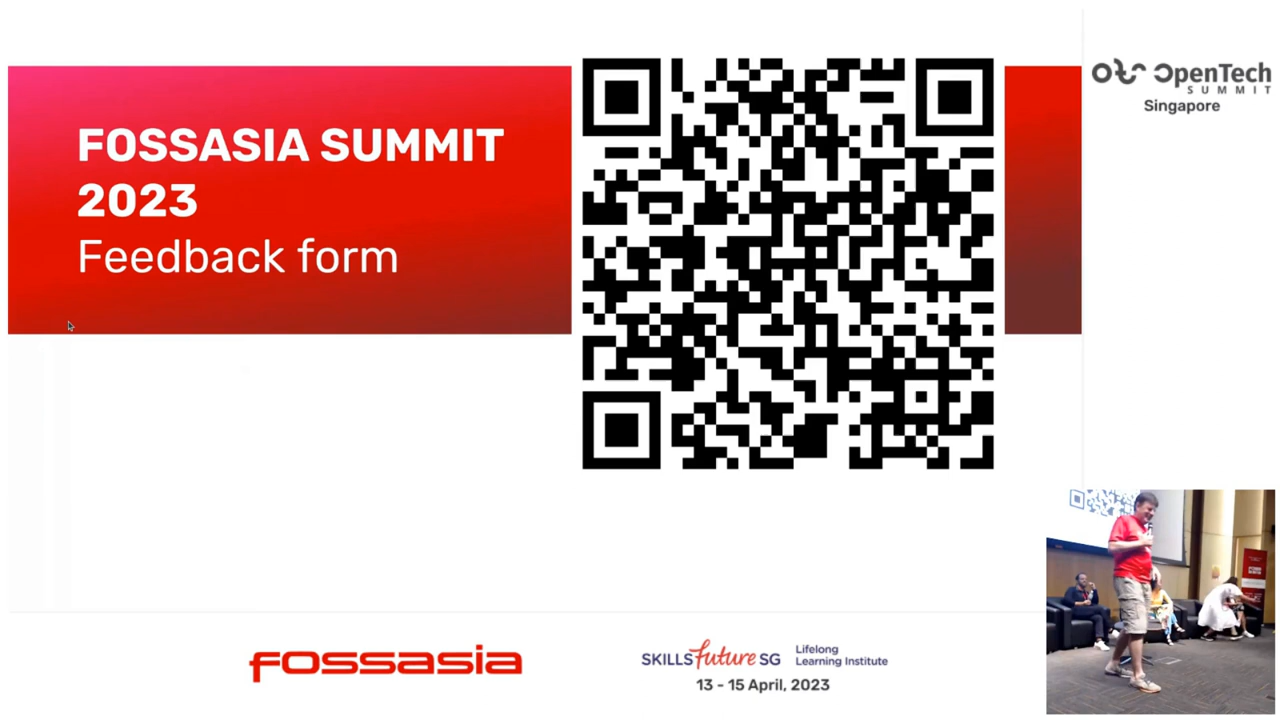 FOSSASIA SUMMIT
2023
Feedback form
OpenTech
SUMMIT
Singapore
fossasia
SKILLSfuture SG
Lifelong
Learning Institute
13 - 15 April, 2023